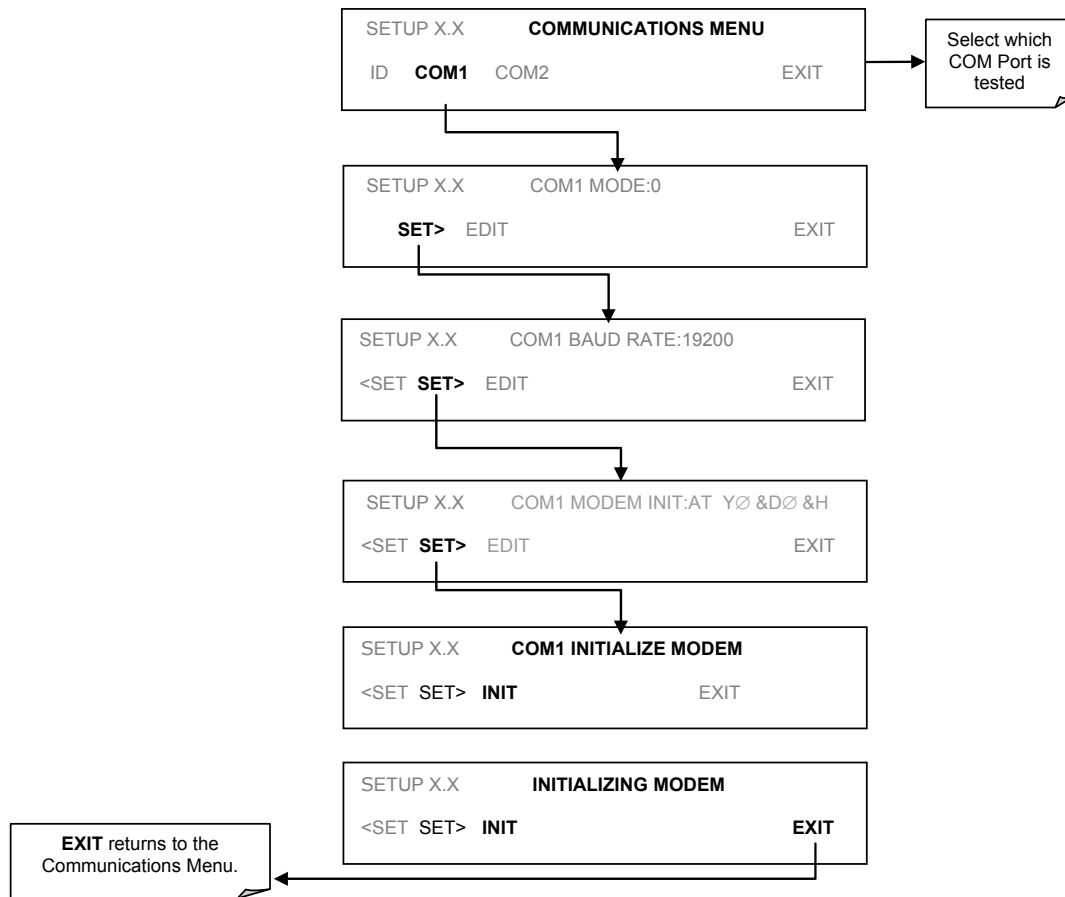 SETUP X.X COMMUNICATIONS MENU
ID COM1 COM2 EXIT
Select which
COM Port is
tested
SETUP X.X COM1 MODE:0
SET> EDIT EXIT
SETUP X.X COM1 BAUD RATE:19200
<SET SET> EDIT EXIT
SETUP X.X COM1 MODEM INIT:AT Y∅ &D∅ &H
<SET SET> EDIT EXIT
SETUP X.X COM1 INITIALIZE MODEM
<SET SET> INIT EXIT
SETUP X.X INITIALIZING MODEM
<SET SET> INIT EXIT
EXIT returns to the
Communications Menu.